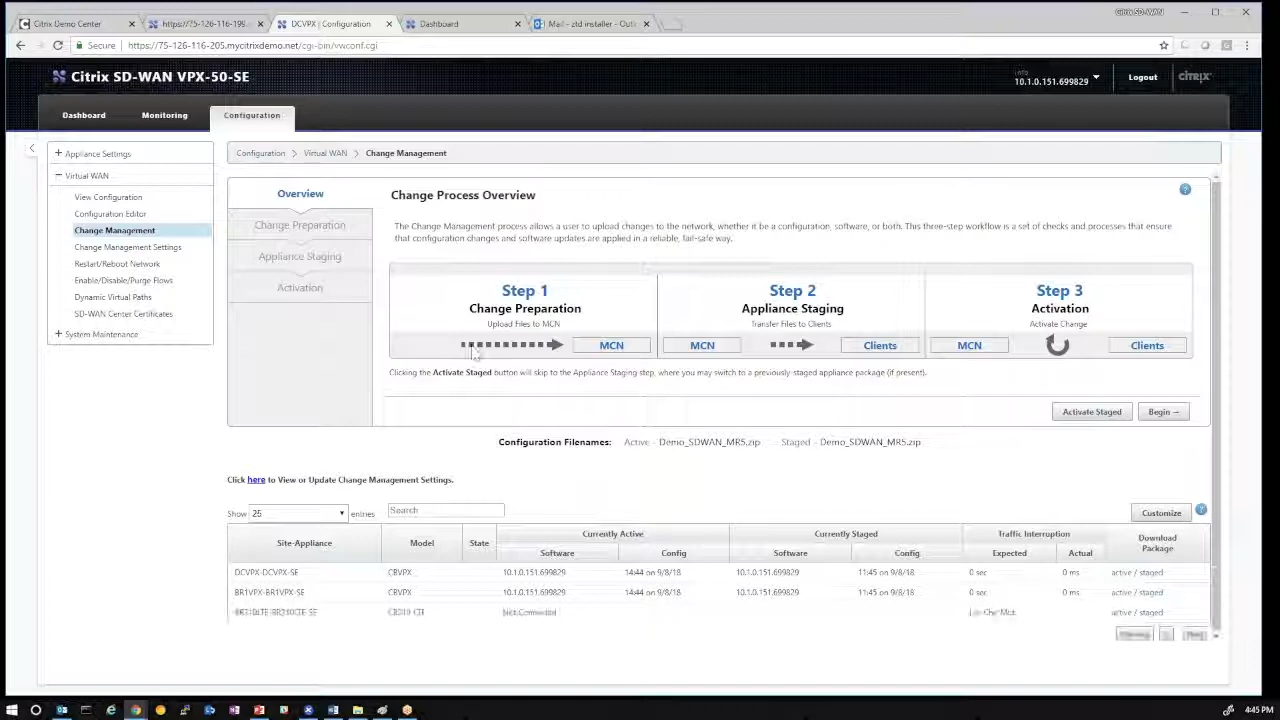 Citrix SD-WAN
Citrix Demo Center
https://75-126-116-199.
DCVPX | Configuration
Dashboard
Mail - ztd installer - Outl
Secure
https://75-126-116-205.mycitrixdemo.net/cgi-bin/vwconf.cgi
Citrix SD-WAN VPX-50-SE
10.1.0.151.699829
Logout
citrix
Dashboard
Monitoring
Configuration
+ Appliance Settings
− Virtual WAN
View Configuration
Configuration Editor
Change Management
Change Management Settings
Restart/Reboot Network
Enable/Disable/Purge Flows
Dynamic Virtual Paths
SD-WAN Center Certificates
+ System Maintenance
Configuration > Virtual WAN > Change Management
Overview
Change Preparation
Appliance Staging
Activation
Change Process Overview
The Change Management process allows a user to upload changes to the network, whether it be a configuration, software, or both. This three-step workflow is a set of checks and processes that ensure
that configuration changes and software updates are applied in a reliable, fail-safe way.
Step 1 Step 2 Step 3
Change Preparation Appliance Staging Activation
Upload Files to MCN Transfer Files to Clients Activate Change
MCN MCN Clients MCN Clients
Clicking the Activate Staged button will skip to the Appliance Staging step, where you may switch to a previously-staged appliance package (if present).
Activate Staged Begin →
Configuration Filenames: Active - Demo_SDWAN_MR5.zip Staged - Demo_SDWAN_MR5.zip
Click here to View or Update Change Management Settings.
Show 25 entries Search Customize
Site-Appliance Model State Currently Active Currently Staged Traffic Interruption Download Package
Software Config Software Config Expected Actual
DCVPX-DCVPX-SE CBVPX 10.1.0.151.699829 14:44 on 9/8/18 10.1.0.151.699829 11:45 on 9/8/18 0 sec 0 ms active / staged
BR1VPX-BR1VPX-SE CBVPX 10.1.0.151.699829 14:44 on 9/8/18 10.1.0.151.699829 11:45 on 9/8/18 0 sec 0 ms active / staged
Not Connected active / staged
4:45 PM